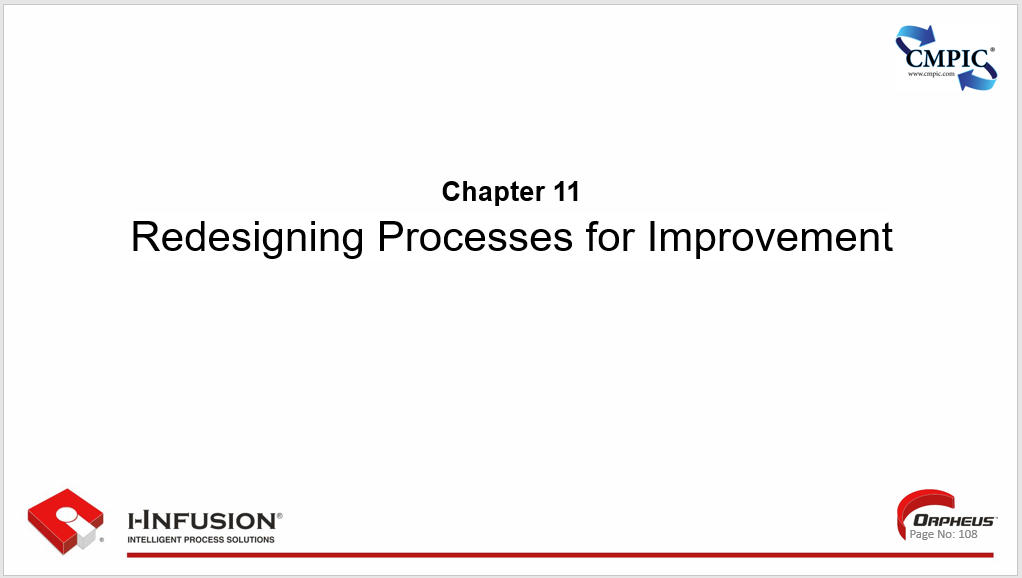 CMPIC®
www.cmpic.com
Chapter 11
Redesigning Processes for Improvement
I-INFUSION®
INTELLIGENT PROCESS SOLUTIONS
®
ORPHEUS™
Page No: 108